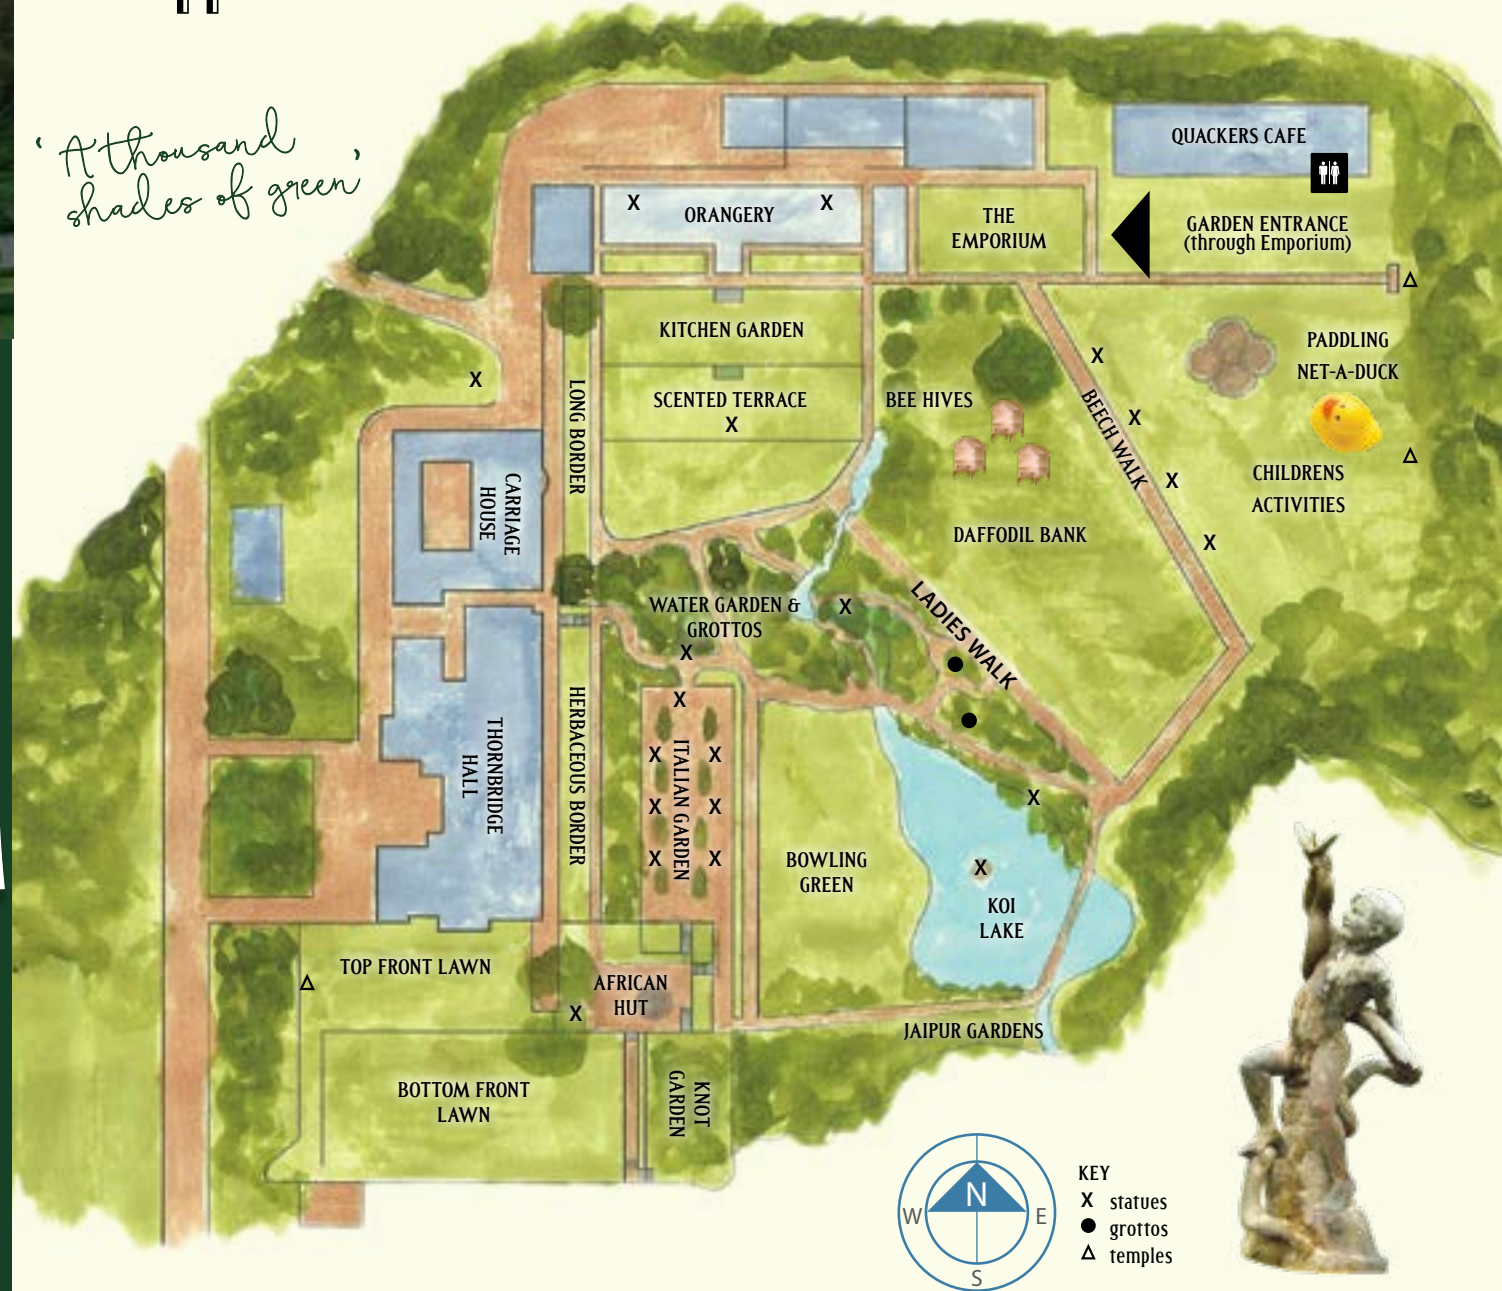 ‘A thousand
shades of green’
QUACKERS CAFE
ORANGERY
X
X
THE
EMPORIUM
GARDEN ENTRANCE
(through Emporium)
KITCHEN GARDEN
PADDLING
NET-A-DUCK
X
X
SCENTED TERRACE
X
LONG BORDER
BEE HIVES
BEECH WALK
X
X
X
CHILDRENS
ACTIVITIES
CARRIAGE
HOUSE
DAFFODIL BANK
WATER GARDEN &
GROTTOS
X
X
LADIES WALK
X
THORNBRIDGE
HALL
HERBACEOUS BORDER
ITALIAN GARDEN
X
X
X
X
X
X
X
X
BOWLING
GREEN
KOI
LAKE
TOP FRONT LAWN
AFRICAN
HUT
X
JAIPUR GARDENS
BOTTOM FRONT
LAWN
KNOT
GARDEN
N
W
E
S
KEY
X statues
grottos
temples